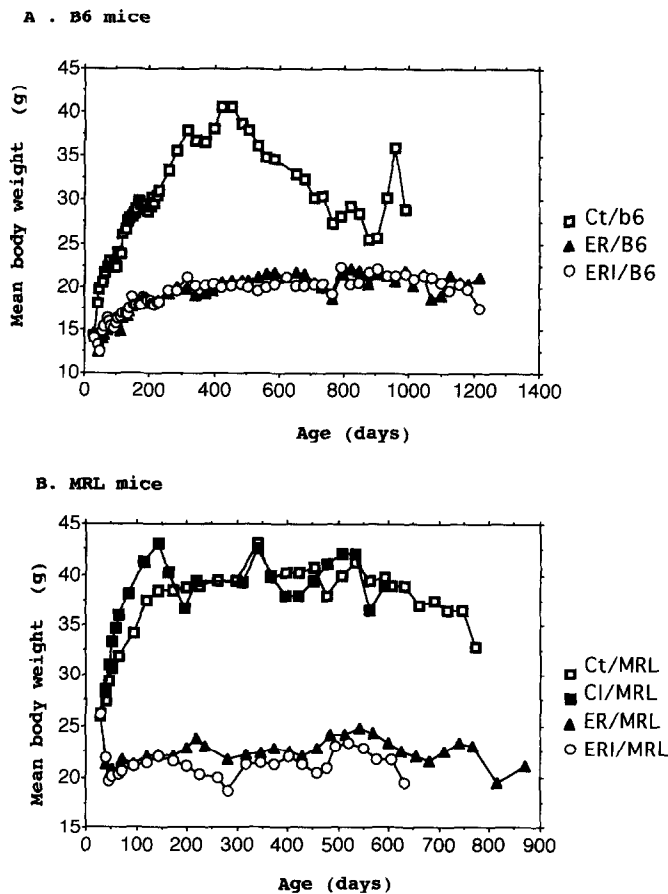 A . B6 mice
Mean body weight (g)
45
40
35
30
25
20
15
10
0 200 400 600 800 1000 1200 1400
Age (days)
Ct/b6
ER/B6
ERI/B6
B. MRL mice
Mean body weight (g)
45
40
35
30
25
20
15
0 100 200 300 400 500 600 700 800 900
Age (days)
Ct/MRL
CI/MRL
ER/MRL
ERI/MRL